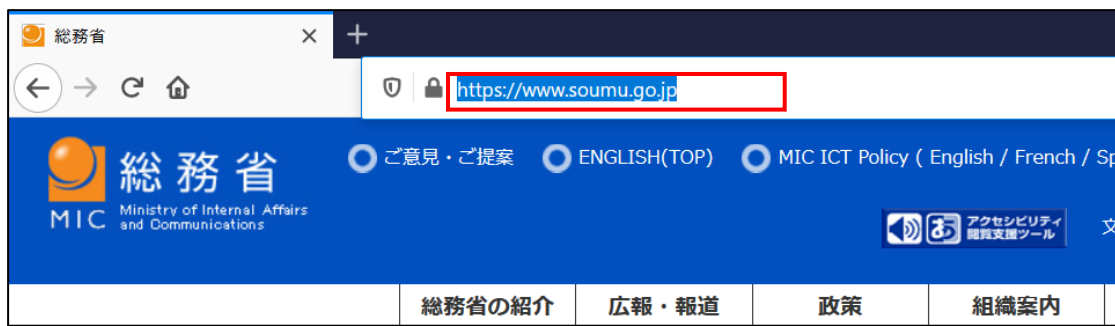 総務省
https://www.soumu.go.jp
ご意見・ご提案 ENGLISH(TOP) MIC ICT Policy ( English / French /
総務省
MIC Ministry of Internal Affairs
and Communications
あ アクセシビリティ
閲覧支援ツール
総務省の紹介 広報・報道 政策 組織案内